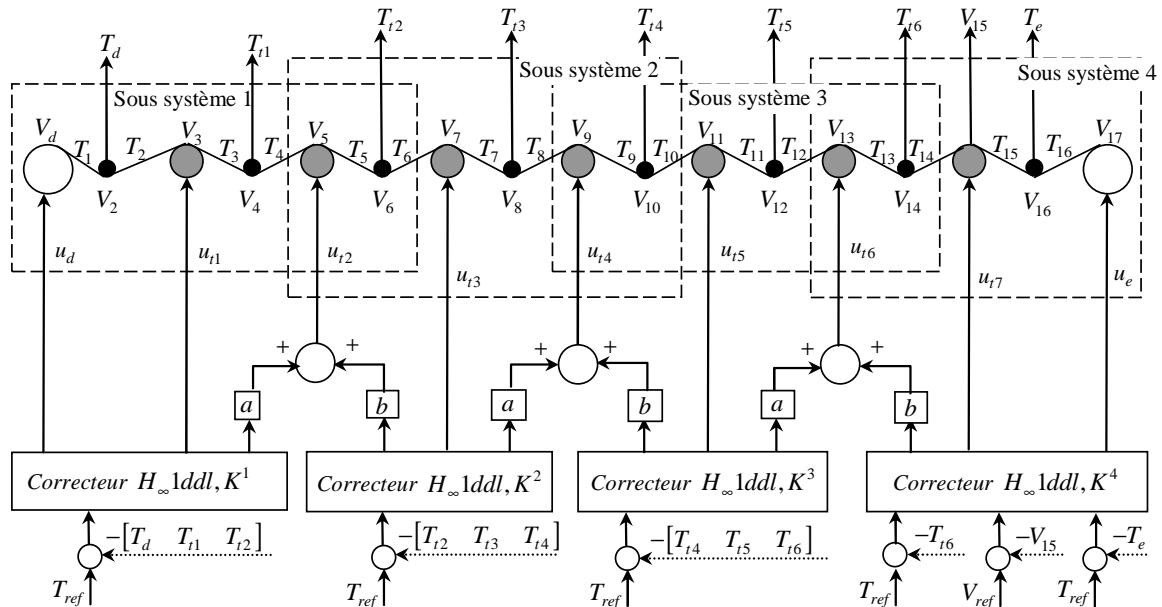 T_d T_t1 T_t2 T_t3 T_t4 T_t5 T_t6 V_15 T_e
Sous système 1 Sous système 2 Sous système 3 Sous système 4
V_d V_3 V_5 V_7 V_9 V_11 V_13 V_17
T_1 T_2 T_3 T_4 T_5 T_6 T_7 T_8 T_9 T_10 T_11 T_12 T_13 T_14 T_15 T_16
V_2 V_4 V_6 V_8 V_10 V_12 V_14 V_16
u_d u_t1 u_t2 u_t3 u_t4 u_t5 u_t6 u_t7 u_e
+ + + + + +
a b a b a b
Correcteur H_∞ 1ddl, K^1
Correcteur H_∞ 1ddl, K^2
Correcteur H_∞ 1ddl, K^3
Correcteur H_∞ 1ddl, K^4
−[T_d T_t1 T_t2]
−[T_t2 T_t3 T_t4]
−[T_t4 T_t5 T_t6]
−T_t6 −V_15 −T_e
T_ref T_ref T_ref T_ref V_ref T_ref